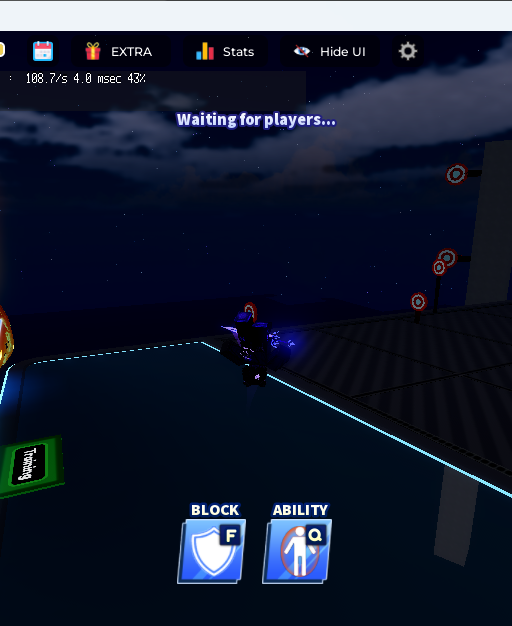 EXTRA
Stats
Hide UI
: 108.7/s 4.0 msec 43%
Waiting for players...
Training
BLOCK
ABILITY
F
Q